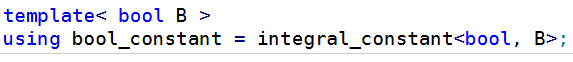 template< bool B >
using bool_constant = integral_constant<bool, B>;